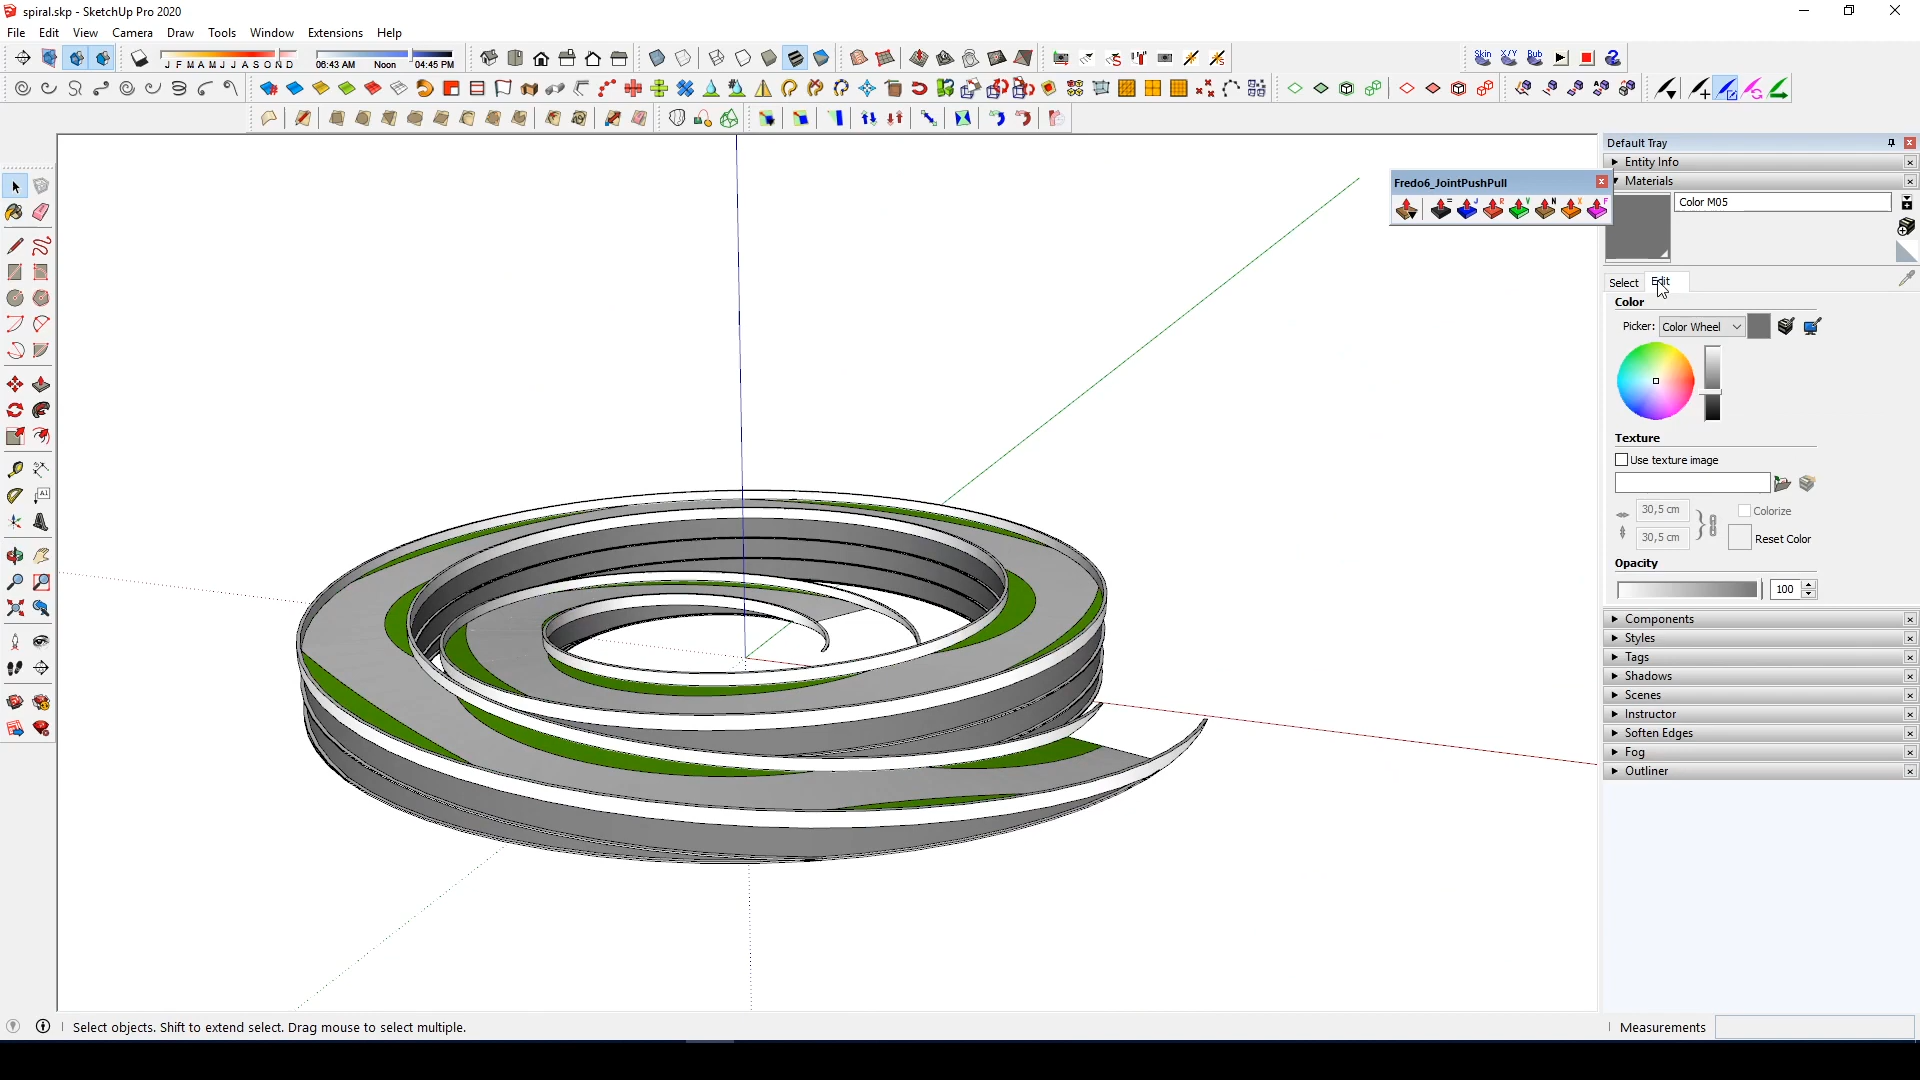 spiral.skp - SketchUp Pro 2020
File Edit View Camera Draw Tools Window Extensions Help
J F M A M J J A S O N D 06:43 AM Noon 04:45 PM
Skin X/Y Bub
Default Tray
Entity Info
Fredo6_JointPushPull
Materials
Color M05
Select Edit
Color
Picker: Color Wheel
Texture
Use texture image
30,5 cm Colorize
30,5 cm Reset Color
Opacity
100
Components
Styles
Tags
Shadows
Scenes
Instructor
Soften Edges
Fog
Outliner
Select objects. Shift to extend select. Drag mouse to select multiple. Measurements